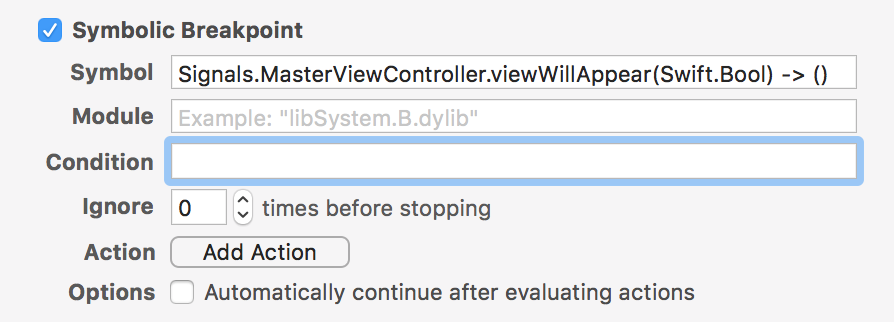 Symbolic Breakpoint
Symbol Signals.MasterViewController.viewWillAppear(Swift.Bool) -> ()
Module Example: "libSystem.B.dylib"
Condition
Ignore 0 times before stopping
Action Add Action
Options Automatically continue after evaluating actions